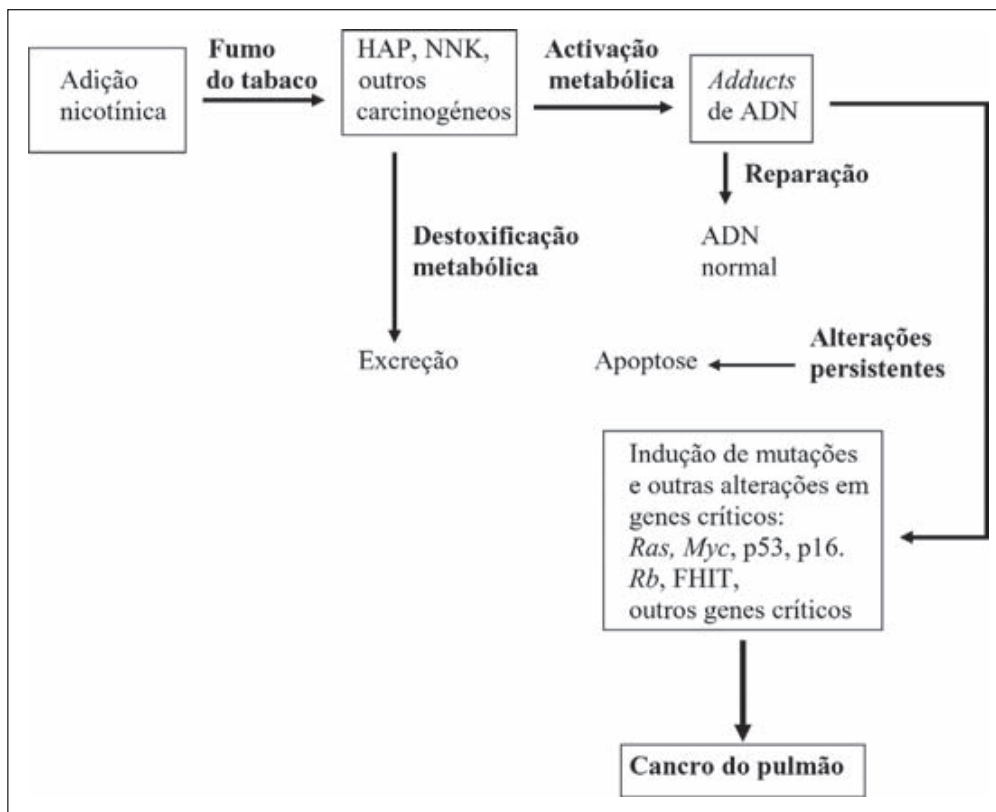 Adição
nicotínica
Fumo
do tabaco
HAP, NNK,
outros
carcinogéneos
Activação
metabólica
Adducts
de ADN
Reparação
ADN
normal
Destoxificação
metabólica
Excreção
Apoptose
Alterações
persistentes
Indução de mutações
e outras alterações em
genes críticos:
Ras, Myc, p53, p16.
Rb, FHIT,
outros genes críticos
Cancro do pulmão